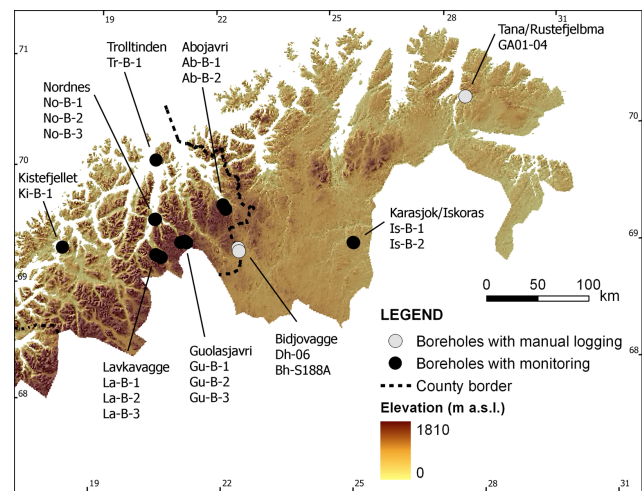 19
20
22
25
28
31
71
Trolltinden
Tr-B-1
Abojavri
Ab-B-1
Ab-B-2
Tana/Rustefjelbma
GA01-04
Nordnes
No-B-1
No-B-2
No-B-3
70
70
Kistefjellet
Ki-B-1
Karasjok/Iskoras
Is-B-1
Is-B-2
69
69
0 50 100
km
LEGEND
Boreholes with manual logging
Boreholes with monitoring
County border
Elevation (m a.s.l.)
1810
0
Bidjovagge
Dh-06
Bh-S188A
Guolasjavri
Gu-B-1
Gu-B-2
Gu-B-3
Lavkavagge
La-B-1
La-B-2
La-B-3
68
68
19
22
25
28
31